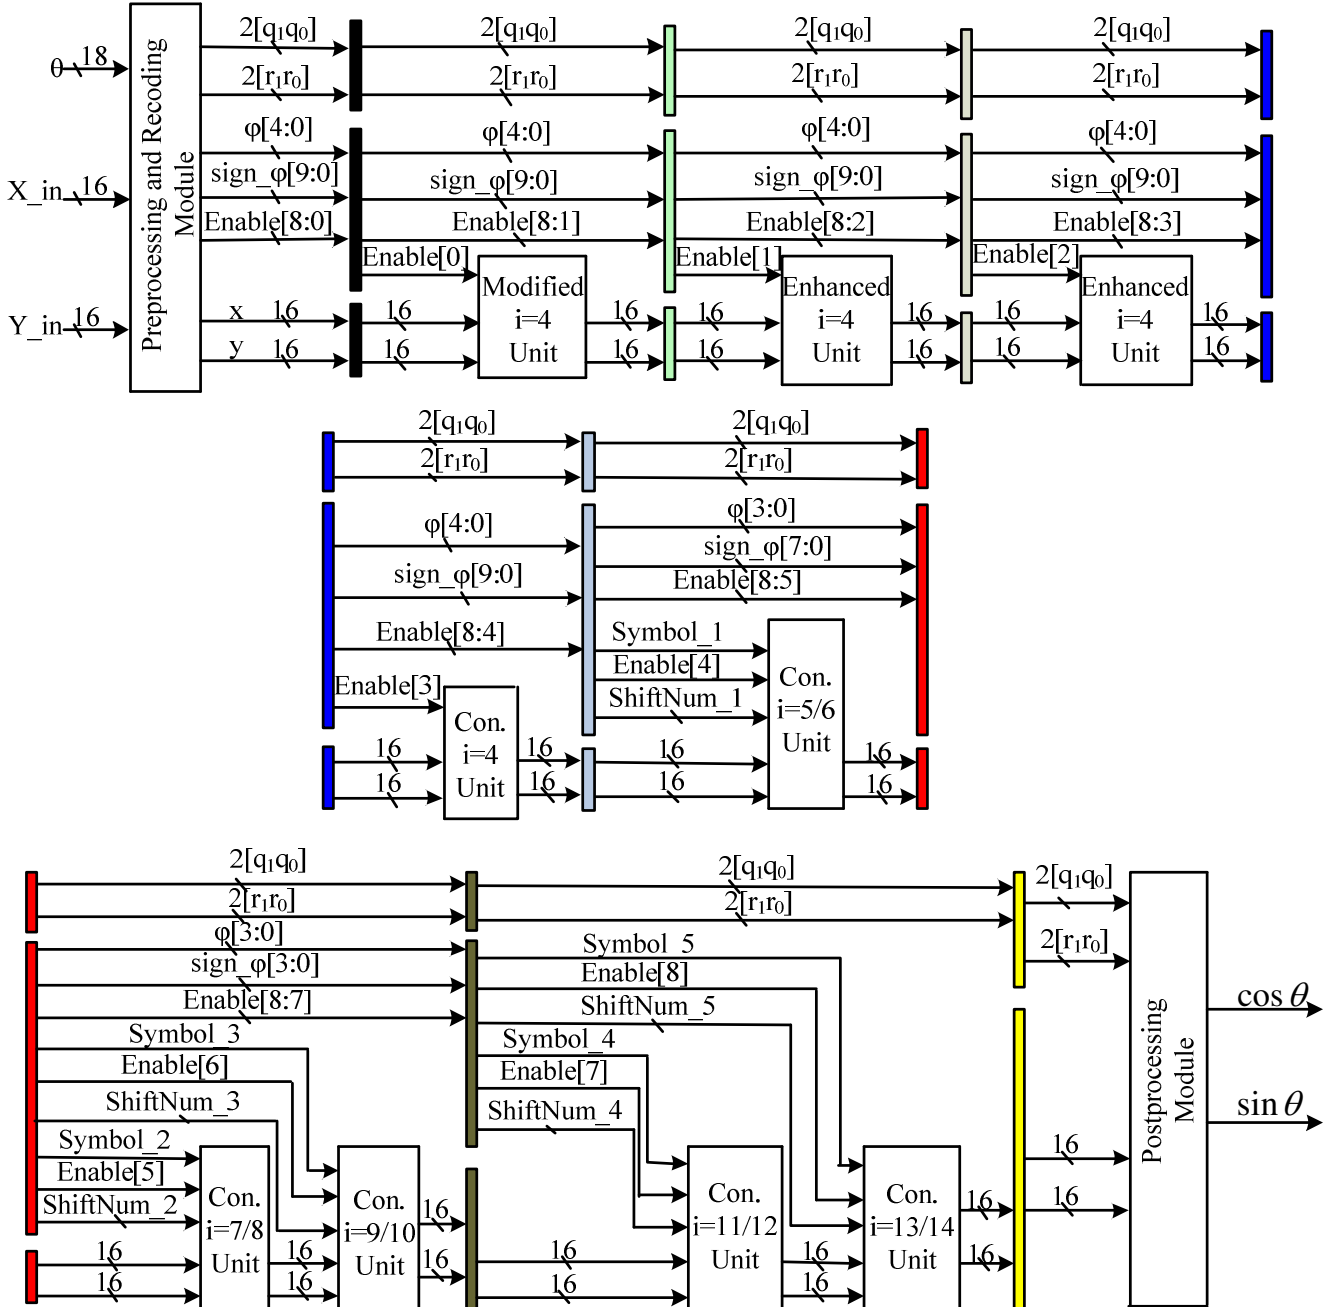 2[q₁q₀] 2[q₁q₀] 2[q₁q₀] 2[q₁q₀]
θ 18 2[r₁r₀] 2[r₁r₀] 2[r₁r₀] 2[r₁r₀]
Preprocessing and Recoding
Module
φ[4:0] φ[4:0] φ[4:0] φ[4:0]
X_in 16 sign_φ[9:0] sign_φ[9:0] sign_φ[9:0] sign_φ[9:0]
Enable[8:0] Enable[8:1] Enable[8:2] Enable[8:3]
Enable[0] Enable[1] Enable[2]
Modified
i=4
Unit
Enhanced
i=4
Unit
Enhanced
i=4
Unit
Y_in 16 x 16 16 16 16 16 16 16
y 16 16 16 16 16 16 16
2[q₁q₀] 2[q₁q₀]
2[r₁r₀] 2[r₁r₀]
φ[4:0] φ[3:0]
sign_φ[9:0] sign_φ[7:0]
Enable[8:4] Enable[8:5]
Symbol_1
Enable[4]
Enable[3] ShiftNum_1
Con.
i=4
Unit
Con.
i=5/6
Unit
16 16 16 16
16 16 16 16
2[q₁q₀] 2[q₁q₀] 2[q₁q₀]
2[r₁r₀] 2[r₁r₀] 2[r₁r₀]
φ[3:0]
sign_φ[3:0]
Enable[8:7]
Symbol_3
Enable[6]
ShiftNum_3
Symbol_2
Enable[5]
ShiftNum_2
Symbol_5
Enable[8]
ShiftNum_5
Symbol_4
Enable[7]
ShiftNum_4
Con.
i=7/8
Unit
Con.
i=9/10
Unit
Con.
i=11/12
Unit
Con.
i=13/14
Unit
16 16 16 16 16 16 16
16 16 16 16 16 16 16
Postprocessing
Module
cos θ
sin θ